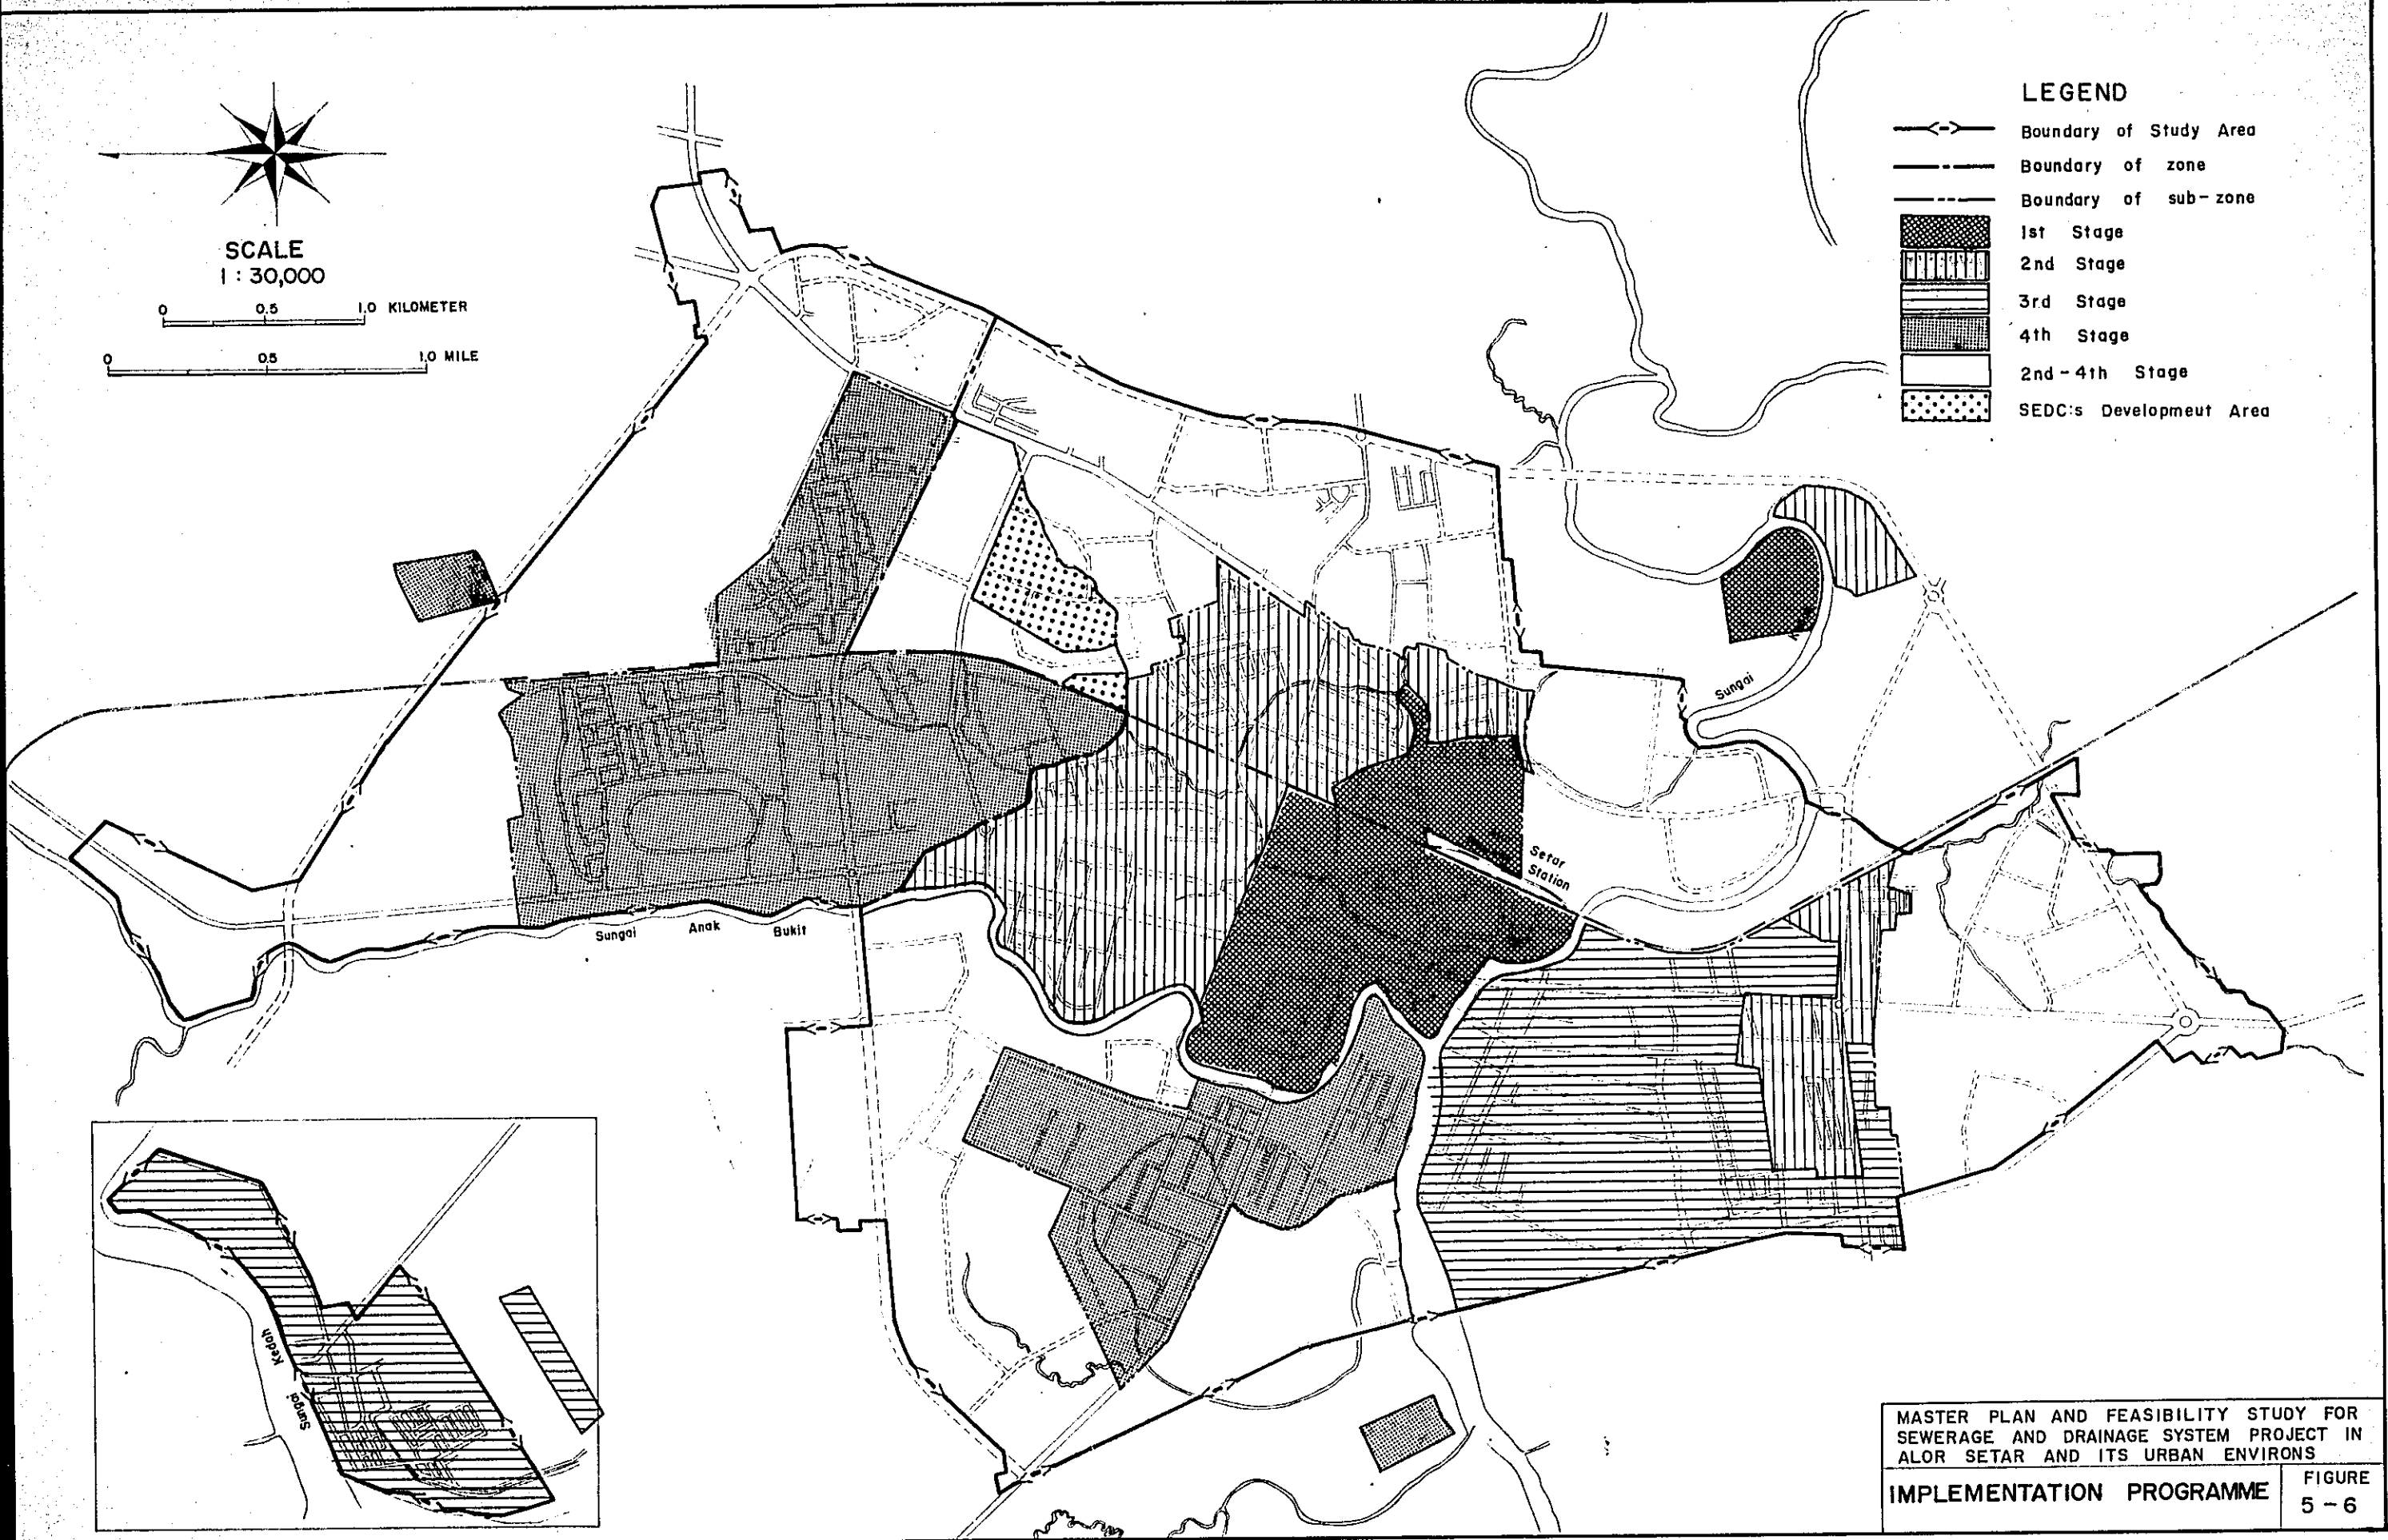 LEGEND
Boundary of Study Area
Boundary of zone
Boundary of sub-zone
1st Stage
2nd Stage
3rd Stage
4th Stage
2nd-4th Stage
SEDC:s Development Area
SCALE
1 : 30,000
0 0.5 1.0 KILOMETER
0 0.5 1.0 MILE
Sungai
Setar
Station
Sungai Anak Bukit
Kedah
Sungai
MASTER PLAN AND FEASIBILITY STUDY FOR
SEWERAGE AND DRAINAGE SYSTEM PROJECT IN
ALOR SETAR AND ITS URBAN ENVIRONS
IMPLEMENTATION PROGRAMME
FIGURE
5-6